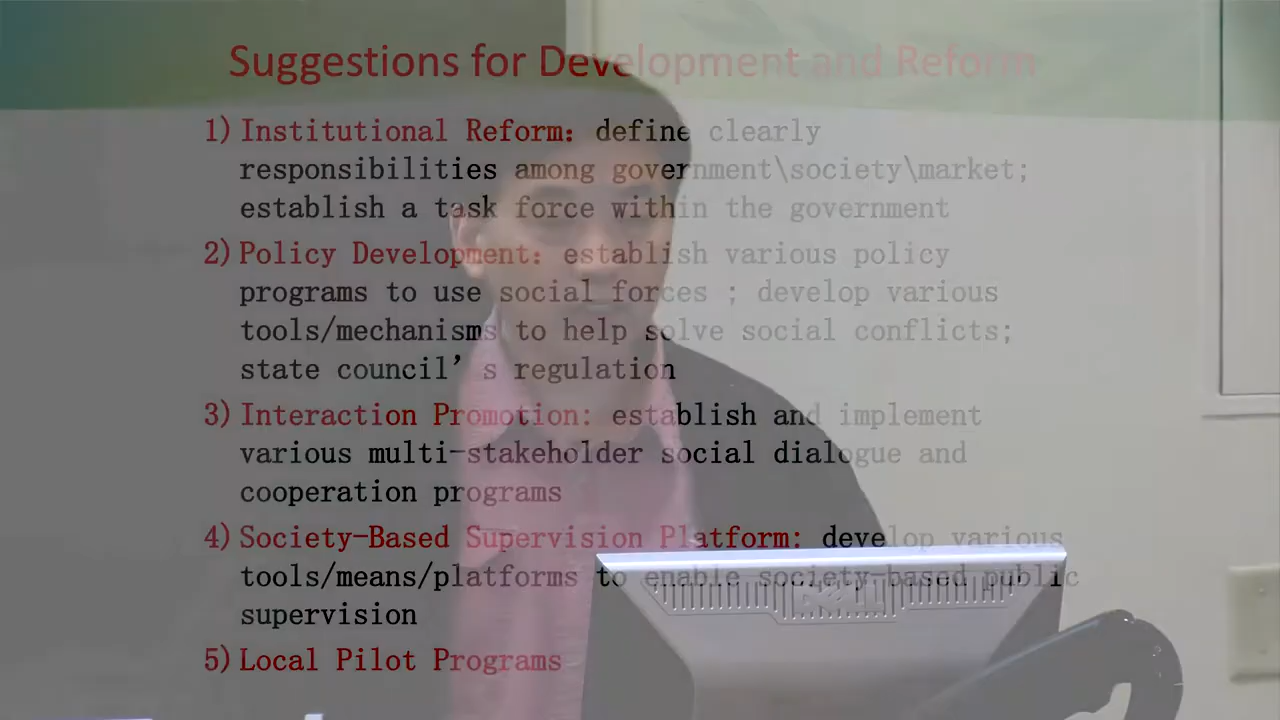 Suggestions for Development and Reform
1) Institutional Reform: define clearly
responsibilities among government\society\market;
establish a task force within the government
2) Policy Development: establish various policy
programs to use social forces ; develop various
tools/mechanisms to help solve social conflicts;
state council’ s regulation
3) Interaction Promotion: establish and implement
various multi-stakeholder social dialogue and
cooperation programs
4) Society-Based Supervision Platform: develop various
tools/means/platforms to enable society-based public
supervision
DELL
5) Local Pilot Programs